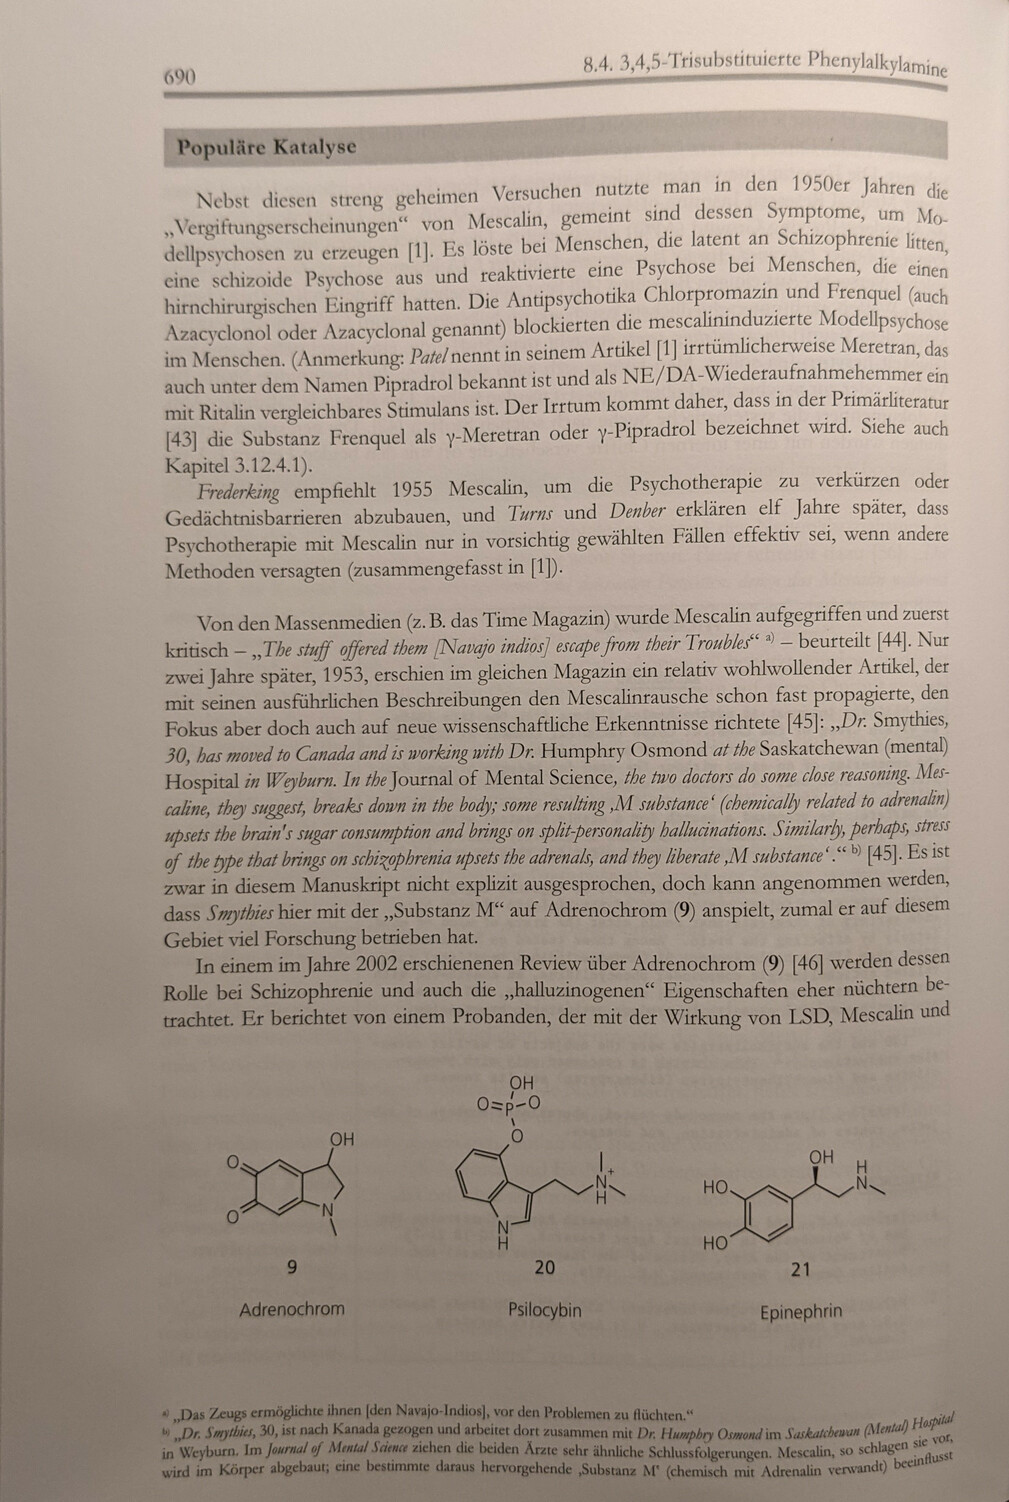 690
8.4. 3,4,5-Trisubstituierte Phenylalkylamine
Populäre Katalyse
Nebst diesen streng geheimen Versuchen nutzte man in den 1950er Jahren die
„Vergiftungserscheinungen“ von Mescalin, gemeint sind dessen Symptome, um Mo-
dellpsychosen zu erzeugen [1]. Es löste bei Menschen, die latent an Schizophrenie litten,
eine schizoide Psychose aus und reaktivierte eine Psychose bei Menschen, die einen
hirnchirurgischen Eingriff hatten. Die Antipsychotika Chlorpromazin und Frenquel (auch
Azacyclonol oder Azacyclonal genannt) blockierten die mescalininduzierte Modellpsychose
im Menschen. (Anmerkung: Patel nennt in seinem Artikel [1] irrtümlicherweise Meretran, das
auch unter dem Namen Pipradrol bekannt ist und als NE/DA-Wiederaufnahmehemmer ein
mit Ritalin vergleichbares Stimulans ist. Der Irrtum kommt daher, dass in der Primärliteratur
[43] die Substanz Frenquel als γ-Meretran oder γ-Pipradrol bezeichnet wird. Siehe auch
Kapitel 3.12.4.1).
Frederking empfiehlt 1955 Mescalin, um die Psychotherapie zu verkürzen oder
Gedächtnisbarrieren abzubauen, und Turns und Denber erklären elf Jahre später, dass
Psychotherapie mit Mescalin nur in vorsichtig gewählten Fällen effektiv sei, wenn andere
Methoden versagten (zusammengefasst in [1]).
Von den Massenmedien (z. B. das Time Magazin) wurde Mescalin aufgegriffen und zuerst
kritisch – „The stuff offered them [Navajo indios] escape from their Troubles“ a) – beurteilt [44]. Nur
zwei Jahre später, 1953, erschien im gleichen Magazin ein relativ wohlwollender Artikel, der
mit seinen ausführlichen Beschreibungen den Mescalinrausche schon fast propagierte, den
Fokus aber doch auch auf neue wissenschaftliche Erkenntnisse richtete [45]: „Dr. Smythies,
30, has moved to Canada and is working with Dr. Humphry Osmond at the Saskatchewan (mental)
Hospital in Weyburn. In the Journal of Mental Science, the two doctors do some close reasoning. Mes-
caline, they suggest, breaks down in the body; some resulting ‚M substance‘ (chemically related to adrenalin)
upsets the brain's sugar consumption and brings on split-personality hallucinations. Similarly, perhaps, stress
of the type that brings on schizophrenia upsets the adrenals, and they liberate ‚M substance‘.“ b) [45]. Es ist
zwar in diesem Manuskript nicht explizit ausgesprochen, doch kann angenommen werden,
dass Smythies hier mit der „Substanz M“ auf Adrenochrom (9) anspielt, zumal er auf diesem
Gebiet viel Forschung betrieben hat.
In einem im Jahre 2002 erschienenen Review über Adrenochrom (9) [46] werden dessen
Rolle bei Schizophrenie und auch die „halluzinogenen“ Eigenschaften eher nüchtern be-
trachtet. Er berichtet von einem Probanden, der mit der Wirkung von LSD, Mescalin und
OH
O=P-O
O
N+
H
N
H
20
Psilocybin
OH
O
O
N
9
Adrenochrom
OH
H
N
HO
HO
21
Epinephrin
a) „Das Zeugs ermöglichte ihnen [den Navajo-Indios], vor den Problemen zu flüchten.“
b) „Dr. Smythies, 30, ist nach Kanada gezogen und arbeitet dort zusammen mit Dr. Humphry Osmond im Saskatchewan (Mental) Hospital
in Weyburn. Im Journal of Mental Science ziehen die beiden Ärzte sehr ähnliche Schlussfolgerungen. Mescalin, so schlagen sie vor,
wird im Körper abgebaut; eine bestimmte daraus hervorgehende ‚Substanz M‘ (chemisch mit Adrenalin verwandt) beeinflusst